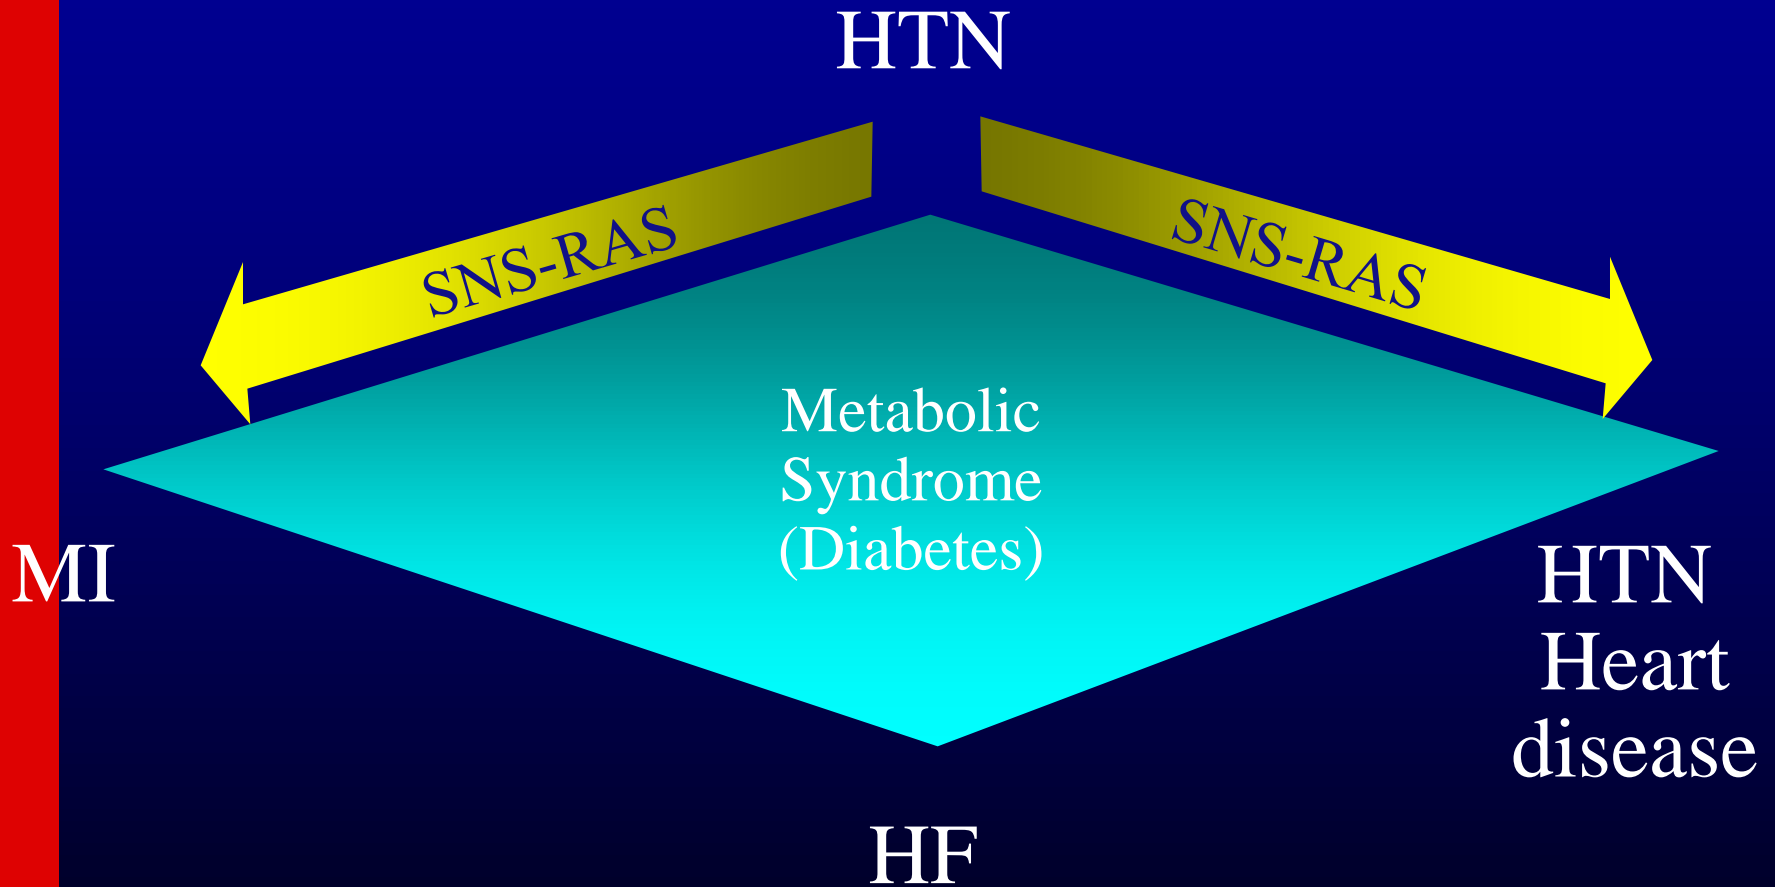 HTN
SNS-RAS
SNS-RAS
Metabolic
Syndrome
(Diabetes)
MI
HTN
Heart
disease
HF